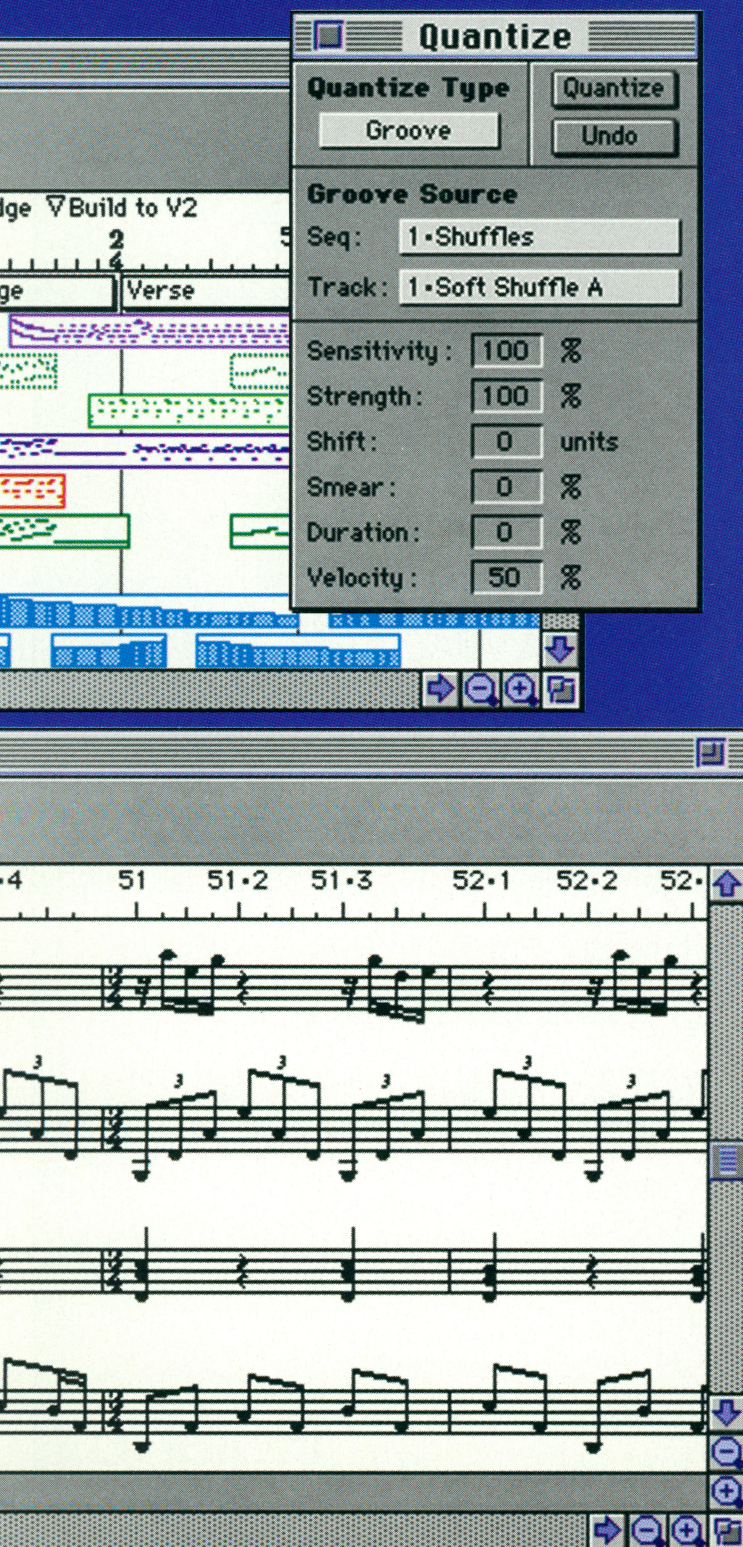 Quantize
Quantize Type
Quantize
Groove
Undo
dge ▽Build to V2
2
4
5
ge
Verse
Groove Source
Seq: 1•Shuffles
Track: 1•Soft Shuffle A
Sensitivity: 100 %
Strength: 100 %
Shift: 0 units
Smear: 0 %
Duration: 0 %
Velocity: 50 %
•4 51 51•2 51•3 52•1 52•2 52•
3 3 3 3 3 3